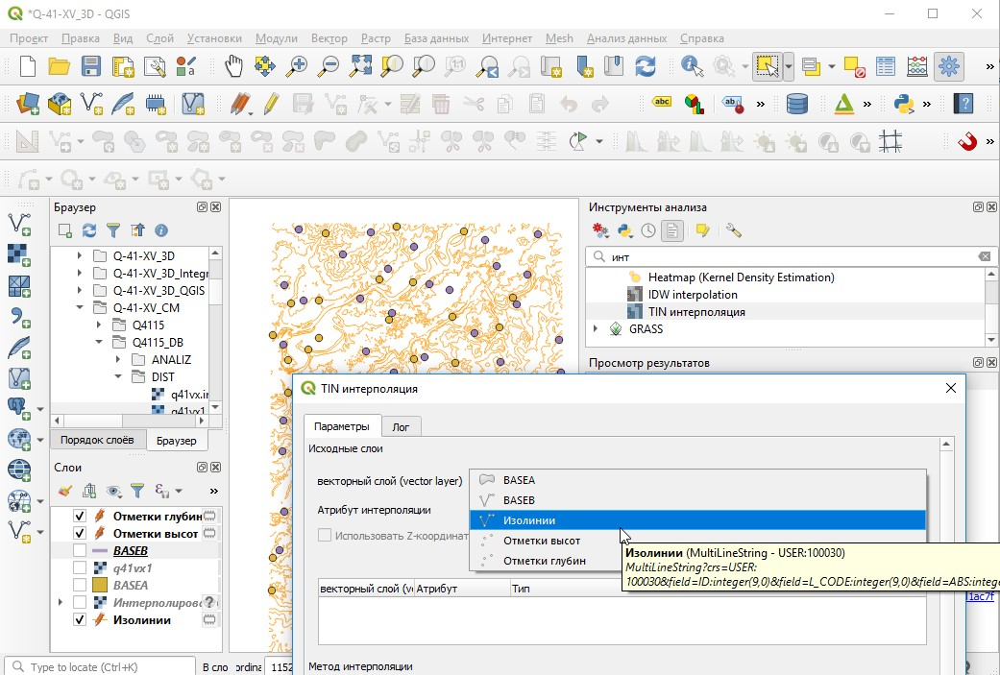 *Q-41-XV_3D - QGIS
Проект Правка Вид Слой Установки Модули Вектор Растр База данных Интернет Mesh Анализ данных Справка
Браузер
Q-41-XV_3D
Q-41-XV_3D_Integr
Q-41-XV_3D_QGIS
Q-41-XV_CM
Q4115
Q4115_DB
ANALIZ
DIST
q41vx.ir
q41vx1
Порядок слоёв Браузер
Слои
Отметки глубин
Отметки высот
BASEB
q41vx1
BASEA
Интерполиров
Изолинии
Инструменты анализа
инт
Heatmap (Kernel Density Estimation)
IDW interpolation
TIN интерполяция
GRASS
Просмотр результатов
TIN интерполяция
Параметры Лог
Исходные слои
векторный слой (vector layer)
BASEA
BASEB
Изолинии
Отметки высот
Отметки глубин
Атрибут интерполяции
Использовать Z-координат
Изолинии (MultiLineString - USER:100030)
MultiLineString?crs=USER:
100030&field=ID:integer(9,0)&field=L_CODE:integer(9,0)&field=ABS:intege
1ac7f
векторный слой (ve Атрибут Тип
Метод интерполяции
Type to locate (Ctrl+K) В сло ordina 1152